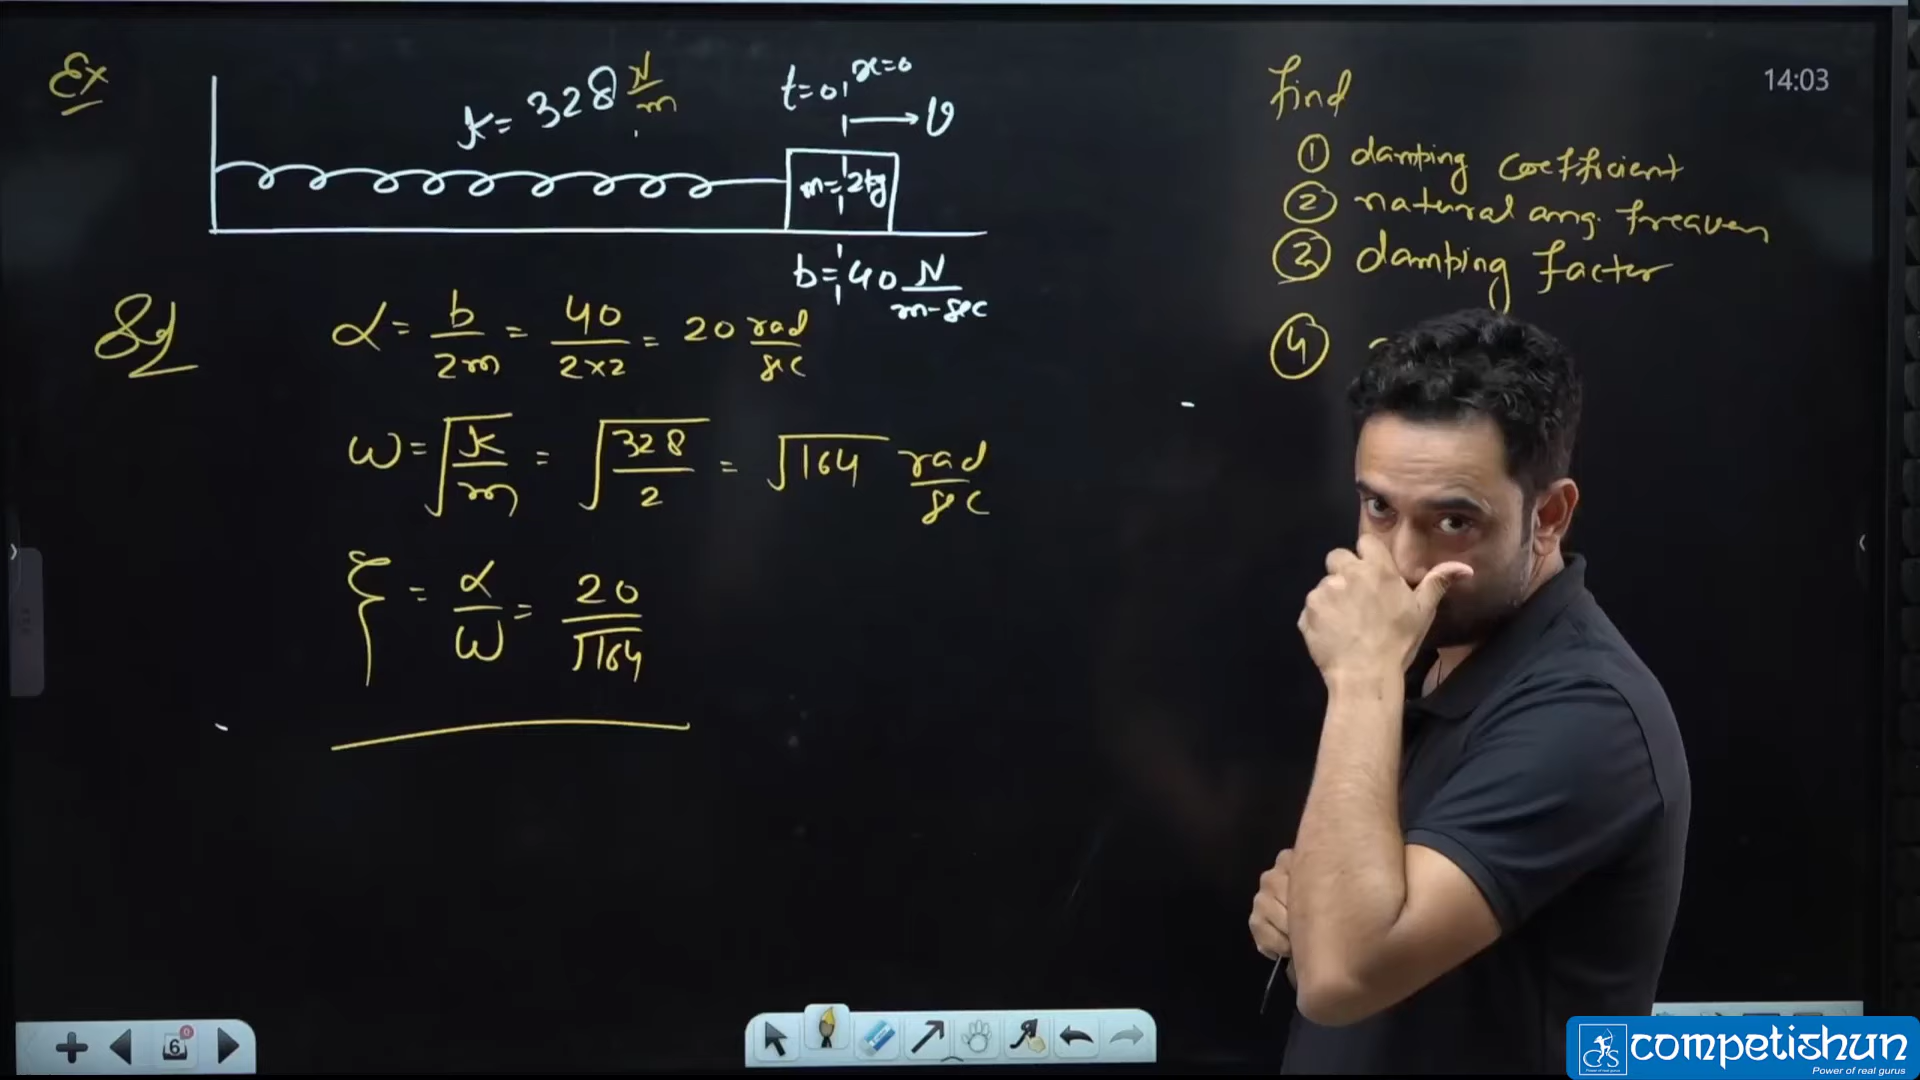 Ex
k = 328 N/m
t=0 x=0
v
m=2kg
b=40 N/m-sec
Find
① damping coefficient
② natural ang. frequen
③ damping factor
④
14:03
Sol
α = b/2m = 40/2×2 = 20 rad/sec
ω = √k/m = √328/2 = √164 rad/sec
ξ = α/ω = 20/√164
6
0
competishun
Power of real gurus